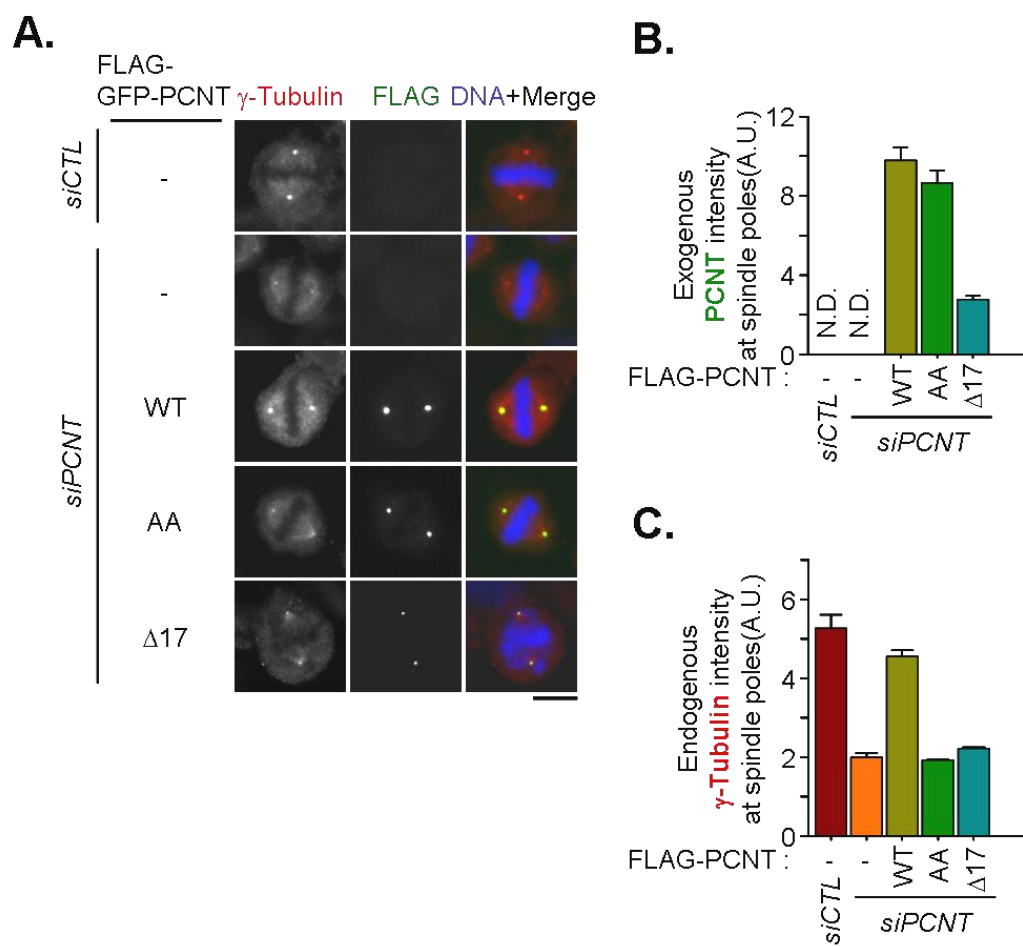 A.
FLAG-
GFP-PCNT γ-Tubulin FLAG DNA+Merge
siCTL
-
siPCNT
-
WT
AA
Δ17
B.
Exogenous
PCNT intensity
at spindle poles(A.U.)
12
8
4
0
N.D.
N.D.
FLAG-PCNT : - - WT AA Δ17
siCTL
siPCNT
C.
Endogenous
γ-Tubulin intensity
at spindle poles(A.U.)
6
4
2
0
FLAG-PCNT : - - WT AA Δ17
siCTL
siPCNT